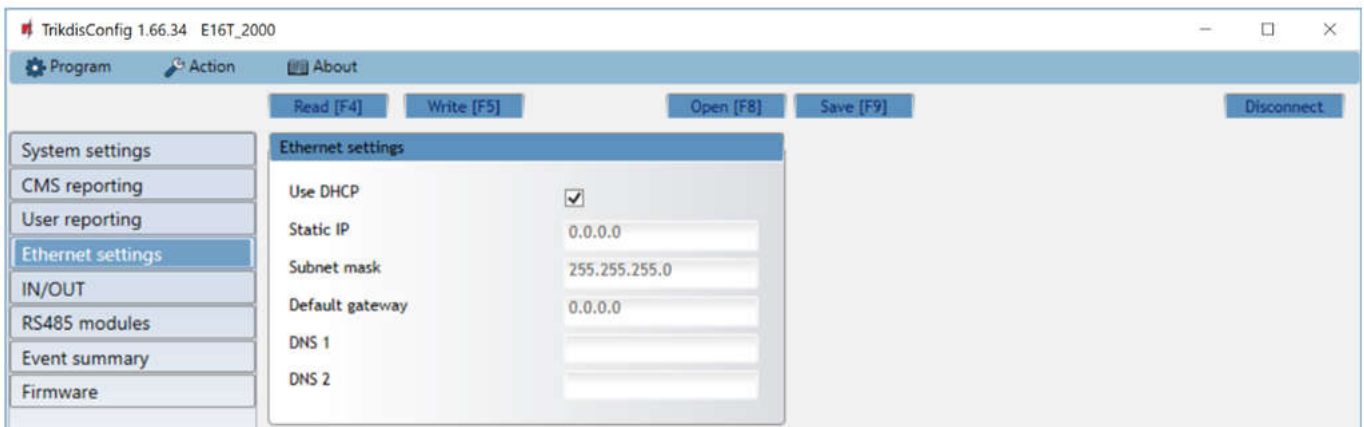 TrikdisConfig 1.66.34 E16T_2000
Program Action About
Read [F4] Write [F5] Open [F8] Save [F9] Disconnect
System settings
CMS reporting
User reporting
Ethernet settings
IN/OUT
RS485 modules
Event summary
Firmware
Ethernet settings
Use DHCP
Static IP 0.0.0.0
Subnet mask 255.255.255.0
Default gateway 0.0.0.0
DNS 1
DNS 2